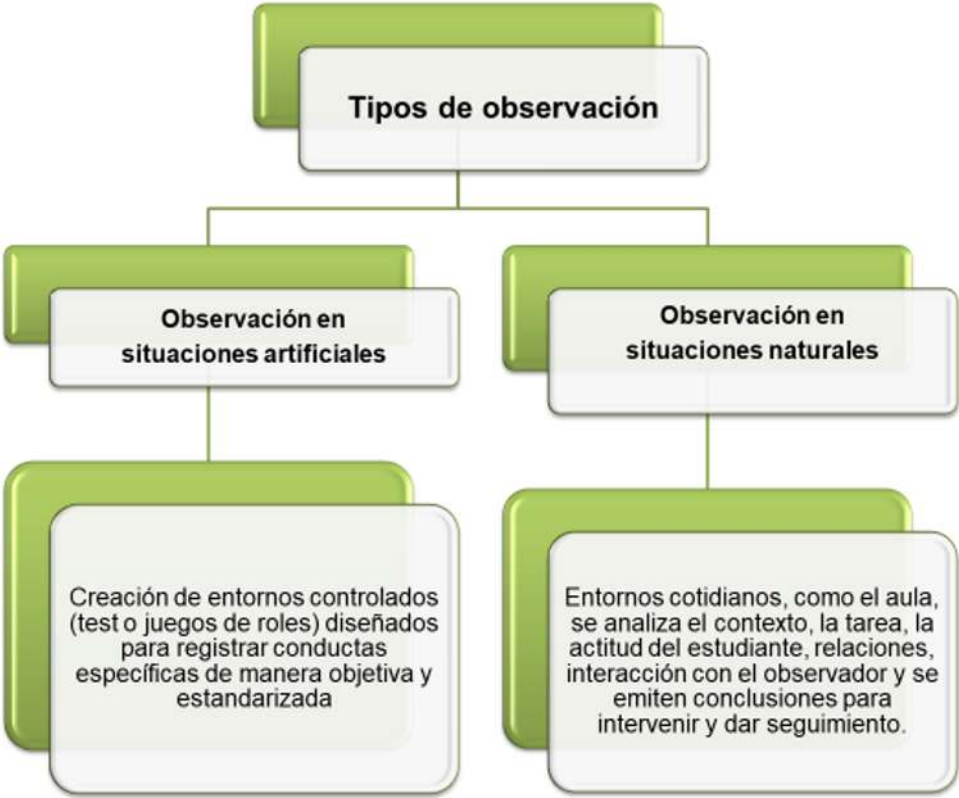 Tipos de observación
Observación en
situaciones artificiales
Observación en
situaciones naturales
Creación de entornos controlados
(test o juegos de roles) diseñados
para registrar conductas
específicas de manera objetiva y
estandarizada
Entornos cotidianos, como el aula,
se analiza el contexto, la tarea, la
actitud del estudiante, relaciones,
interacción con el observador y se
emiten conclusiones para
intervenir y dar seguimiento.